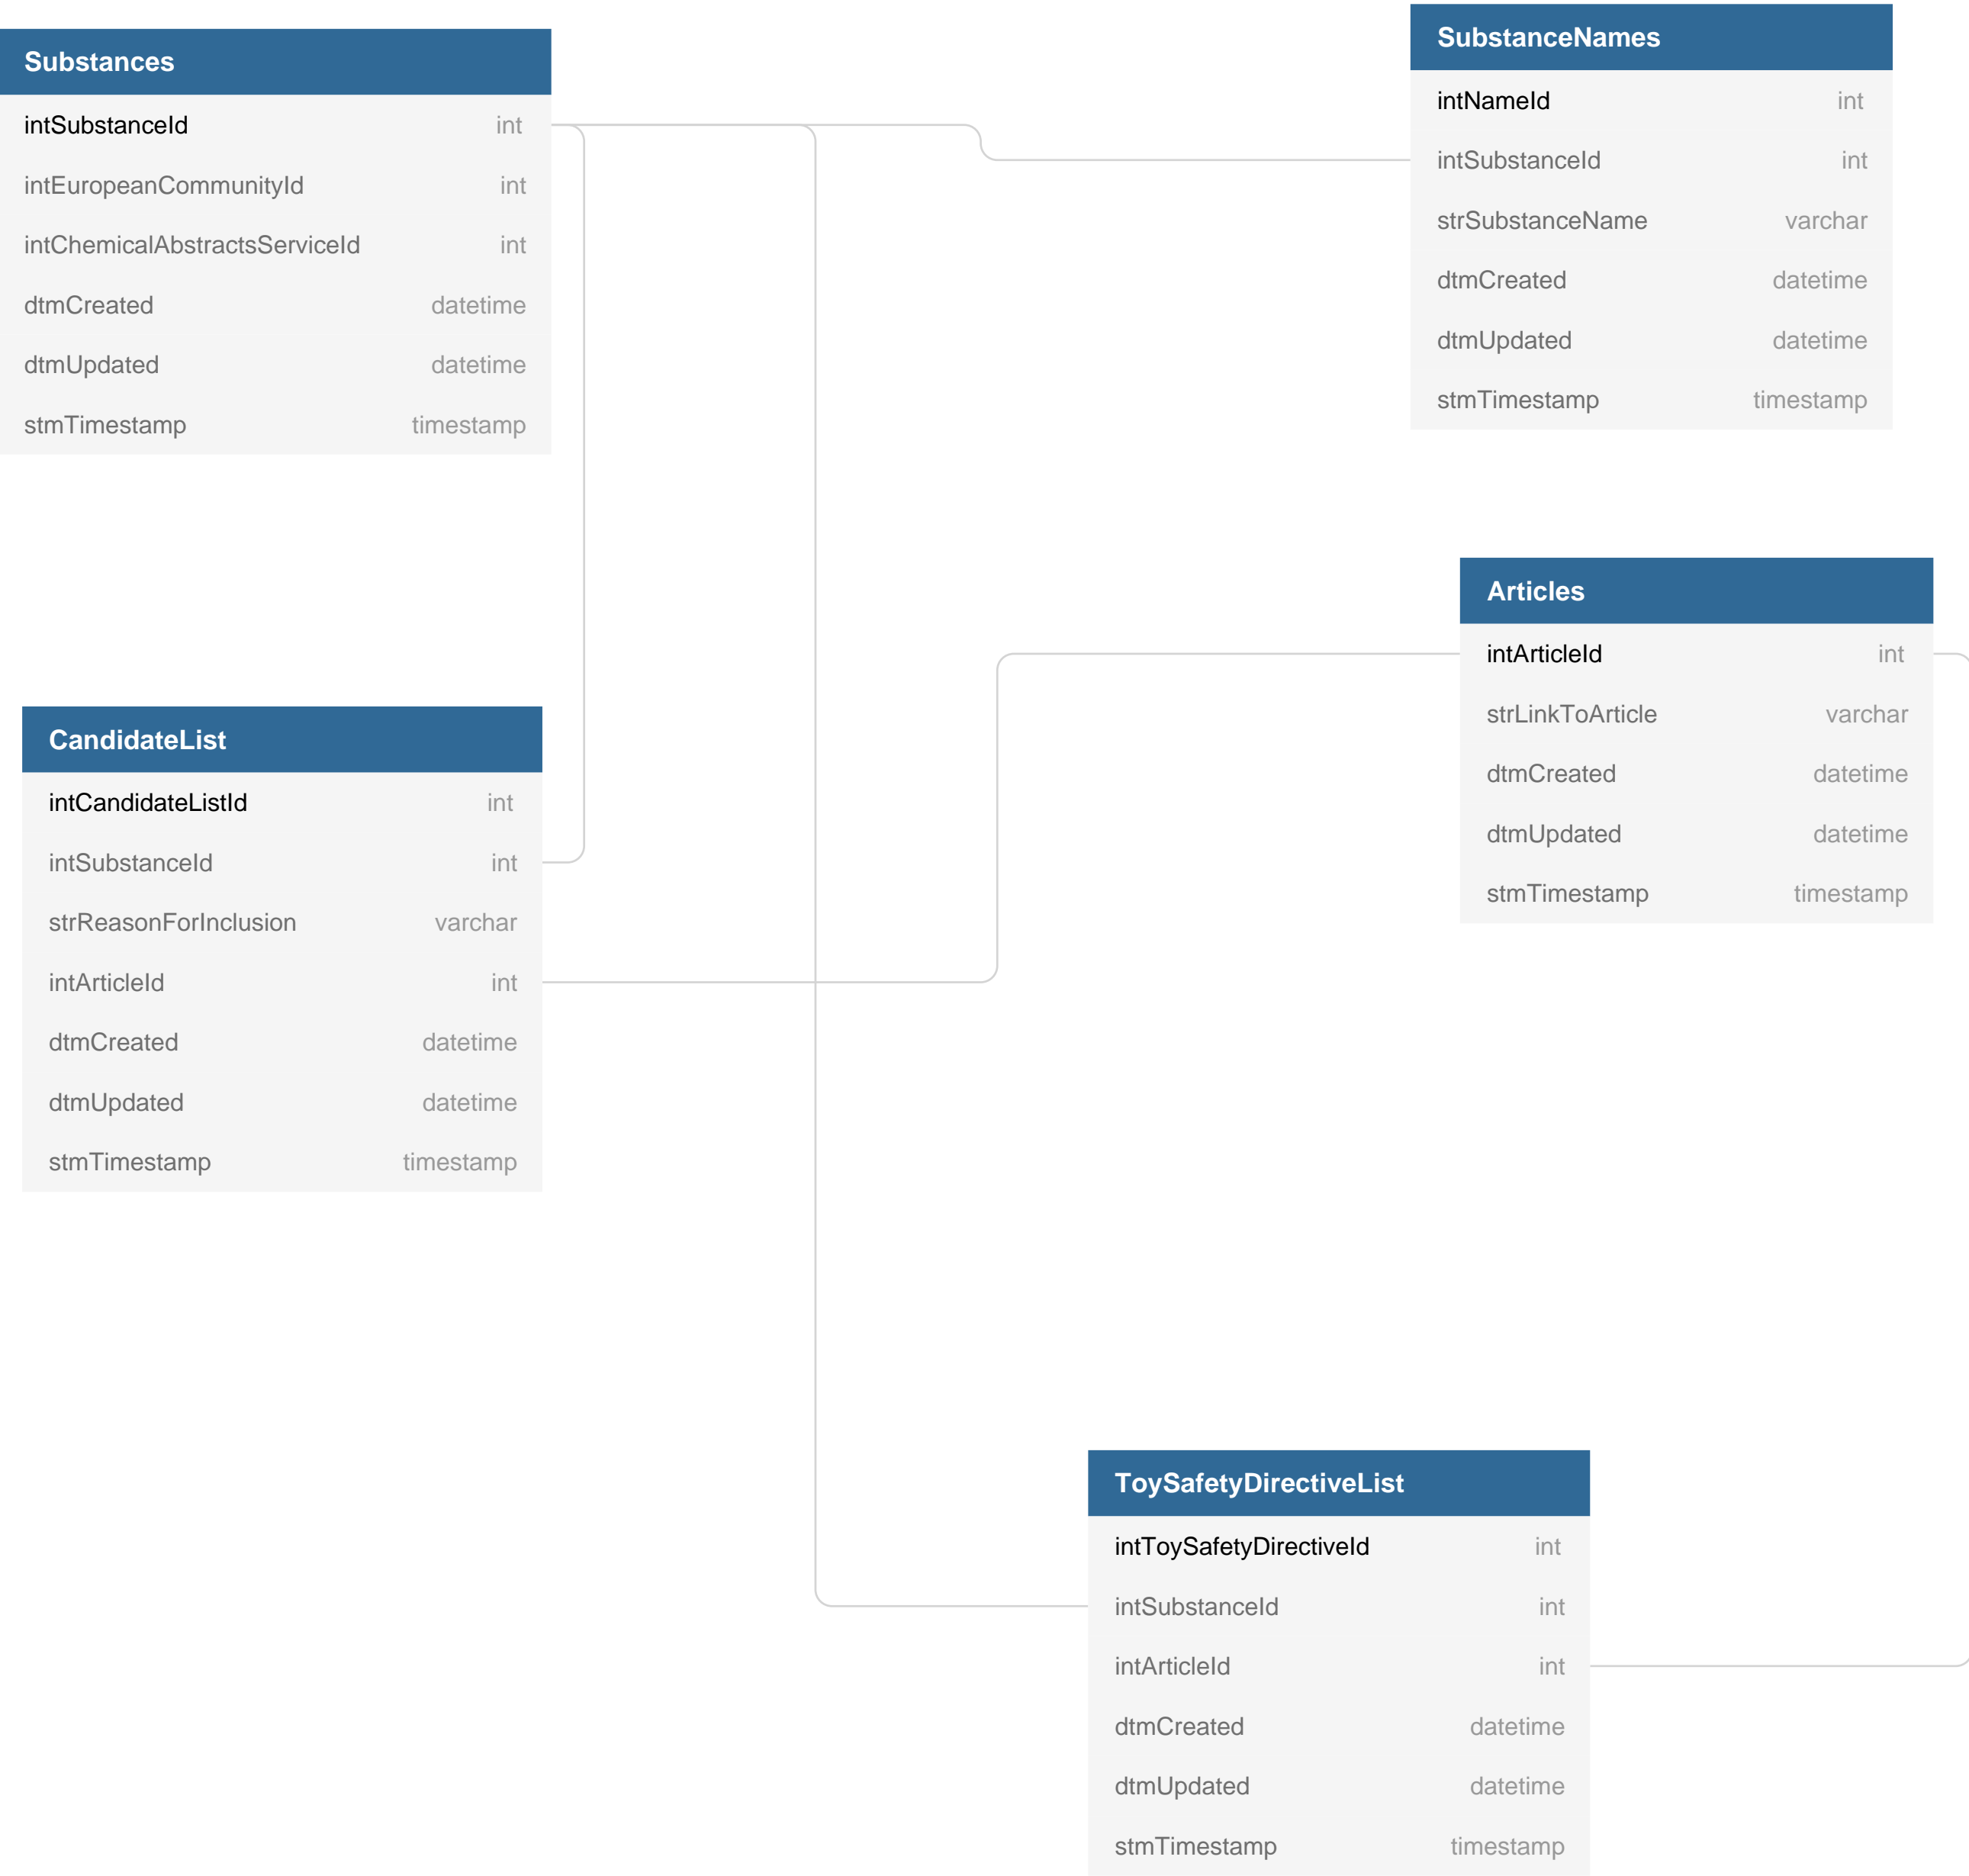 Substances
intSubstanceId int
intEuropeanCommunityId int
intChemicalAbstractsServiceId int
dtmCreated datetime
dtmUpdated datetime
stmTimestamp timestamp
SubstanceNames
intNameId int
intSubstanceId int
strSubstanceName varchar
dtmCreated datetime
dtmUpdated datetime
stmTimestamp timestamp
Articles
intArticleId int
strLinkToArticle varchar
dtmCreated datetime
dtmUpdated datetime
stmTimestamp timestamp
CandidateList
intCandidateListId int
intSubstanceId int
strReasonForInclusion varchar
intArticleId int
dtmCreated datetime
dtmUpdated datetime
stmTimestamp timestamp
ToySafetyDirectiveList
intToySafetyDirectiveId int
intSubstanceId int
intArticleId int
dtmCreated datetime
dtmUpdated datetime
stmTimestamp timestamp